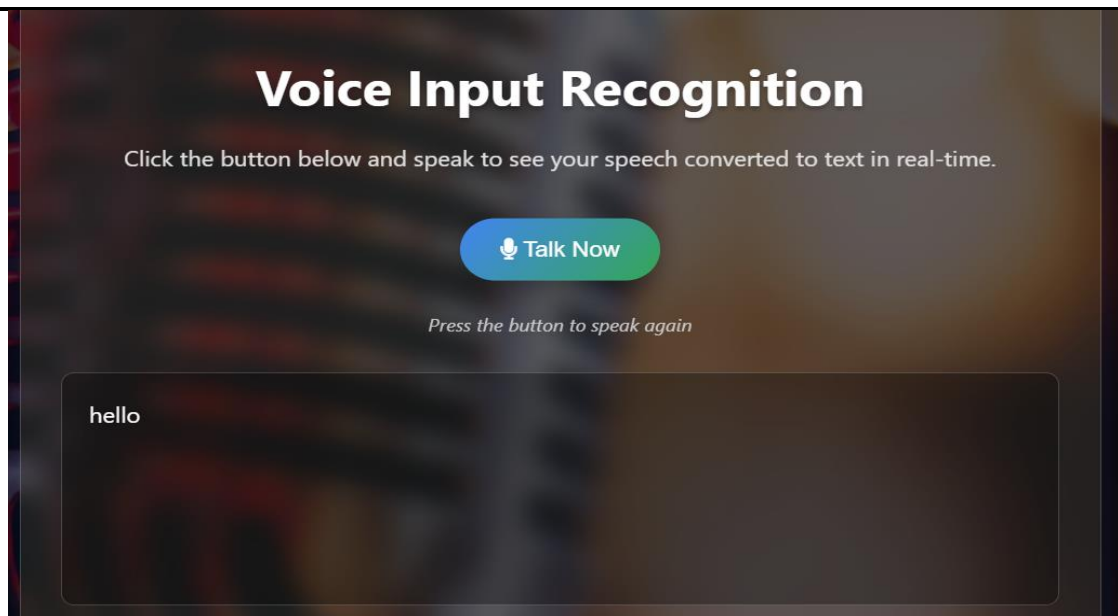 Voice Input Recognition
Click the button below and speak to see your speech converted to text in real-time.
Talk Now
Press the button to speak again
hello